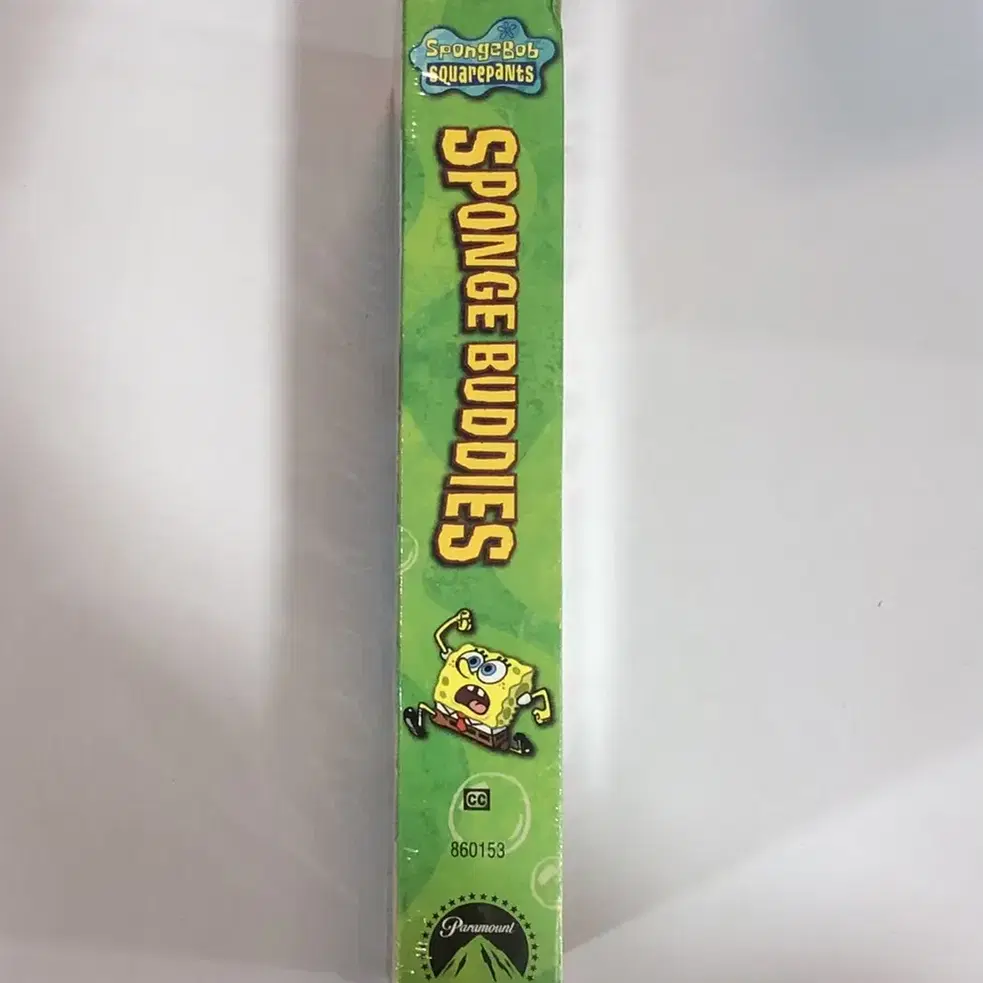 SpongeBob
SQUAREPANTS
SPONGE BUDDIES
CC
860153
Paramount